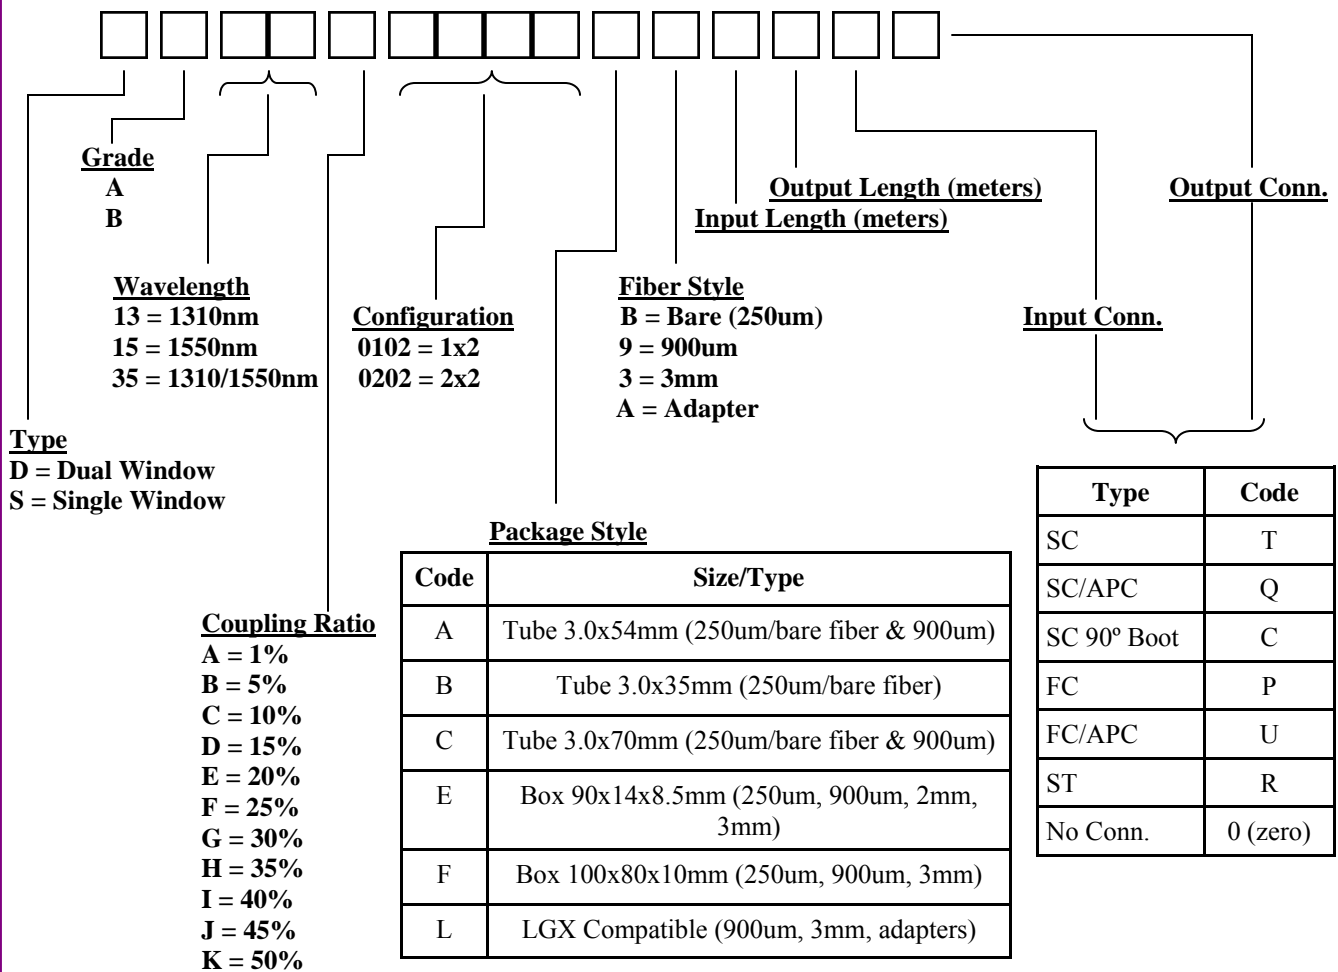 Grade
A
B
Output Length (meters)
Output Conn.
Input Length (meters)
Wavelength
13 = 1310nm
15 = 1550nm
35 = 1310/1550nm
Configuration
0102 = 1x2
0202 = 2x2
Fiber Style
B = Bare (250um)
9 = 900um
3 = 3mm
A = Adapter
Input Conn.
Type
D = Dual Window
S = Single Window
Package Style
Code Size/Type
A Tube 3.0x54mm (250um/bare fiber & 900um)
B Tube 3.0x35mm (250um/bare fiber)
C Tube 3.0x70mm (250um/bare fiber & 900um)
E Box 90x14x8.5mm (250um, 900um, 2mm,
3mm)
F Box 100x80x10mm (250um, 900um, 3mm)
L LGX Compatible (900um, 3mm, adapters)
Type Code
SC T
SC/APC Q
SC 90º Boot C
FC P
FC/APC U
ST R
No Conn. 0 (zero)
Coupling Ratio
A = 1%
B = 5%
C = 10%
D = 15%
E = 20%
F = 25%
G = 30%
H = 35%
I = 40%
J = 45%
K = 50%